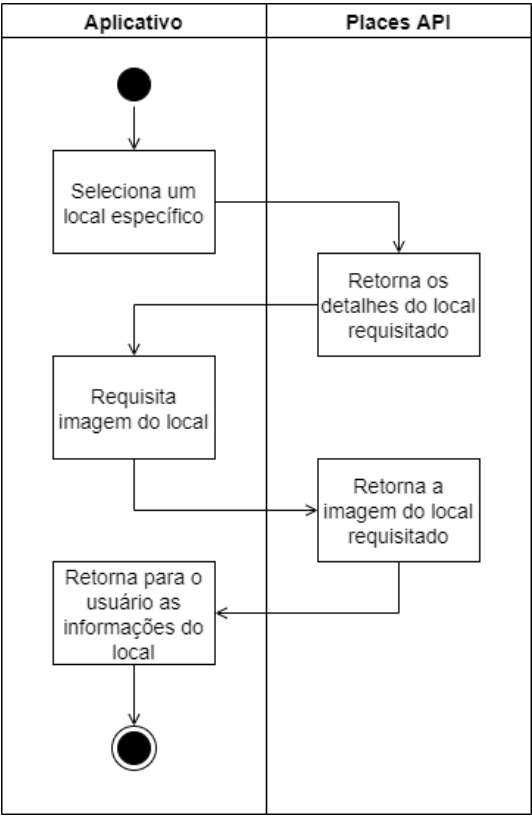 Aplicativo
Places API
Seleciona um
local específico
Retorna os
detalhes do local
requisitado
Requisita
imagem do local
Retorna a
imagem do local
requisitado
Retorna para o
usuário as
informações do
local